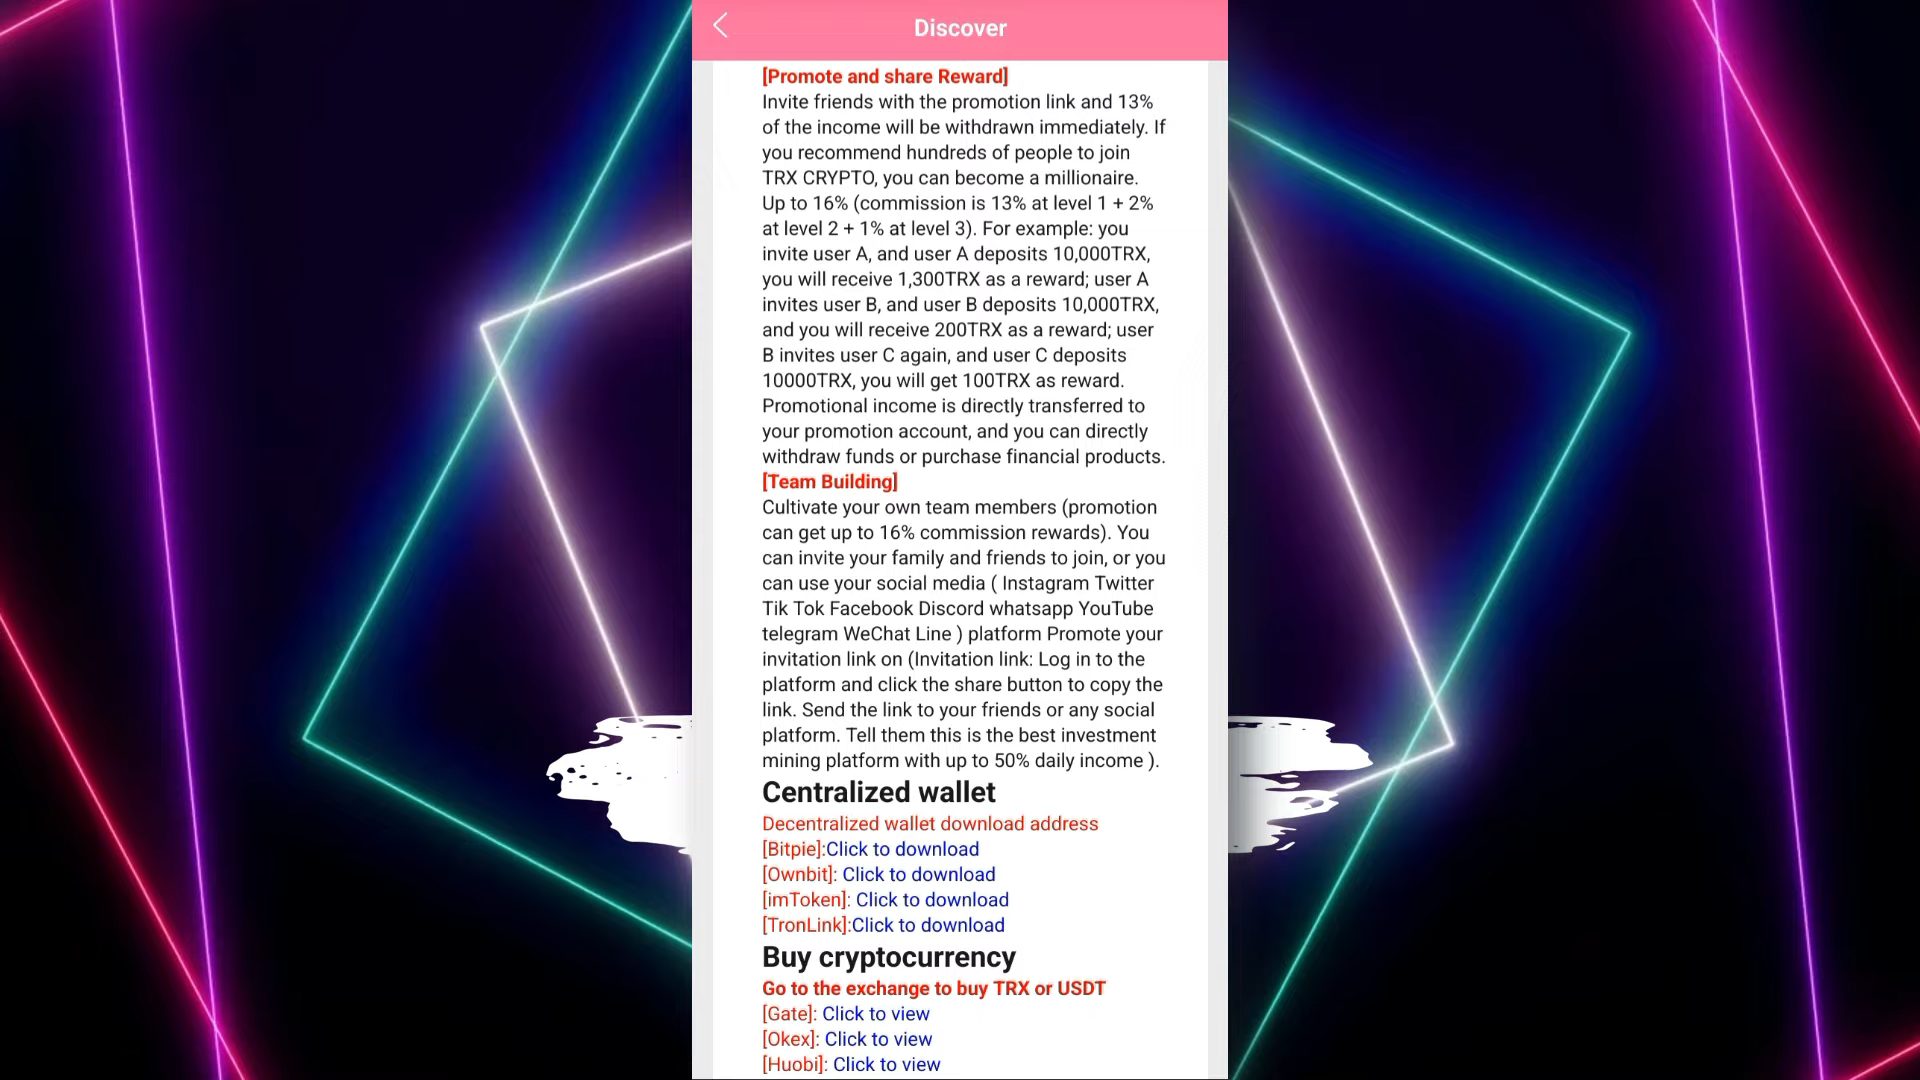 Discover
[Promote and share Reward]
Invite friends with the promotion link and 13%
of the income will be withdrawn immediately. If
you recommend hundreds of people to join
TRX CRYPTO, you can become a millionaire.
Up to 16% (commission is 13% at level 1 + 2%
at level 2 + 1% at level 3). For example: you
invite user A, and user A deposits 10,000TRX,
you will receive 1,300TRX as a reward; user A
invites user B, and user B deposits 10,000TRX,
and you will receive 200TRX as a reward; user
B invites user C again, and user C deposits
10000TRX, you will get 100TRX as reward.
Promotional income is directly transferred to
your promotion account, and you can directly
withdraw funds or purchase financial products.
[Team Building]
Cultivate your own team members (promotion
can get up to 16% commission rewards). You
can invite your family and friends to join, or you
can use your social media ( Instagram Twitter
Tik Tok Facebook Discord whatsapp YouTube
telegram WeChat Line ) platform Promote your
invitation link on (Invitation link: Log in to the
platform and click the share button to copy the
link. Send the link to your friends or any social
platform. Tell them this is the best investment
mining platform with up to 50% daily income ).
Centralized wallet
Decentralized wallet download address
[Bitpie]:Click to download
[Ownbit]: Click to download
[imToken]: Click to download
[TronLink]:Click to download
Buy cryptocurrency
Go to the exchange to buy TRX or USDT
[Gate]: Click to view
[Okex]: Click to view
[Huobi]: Click to view